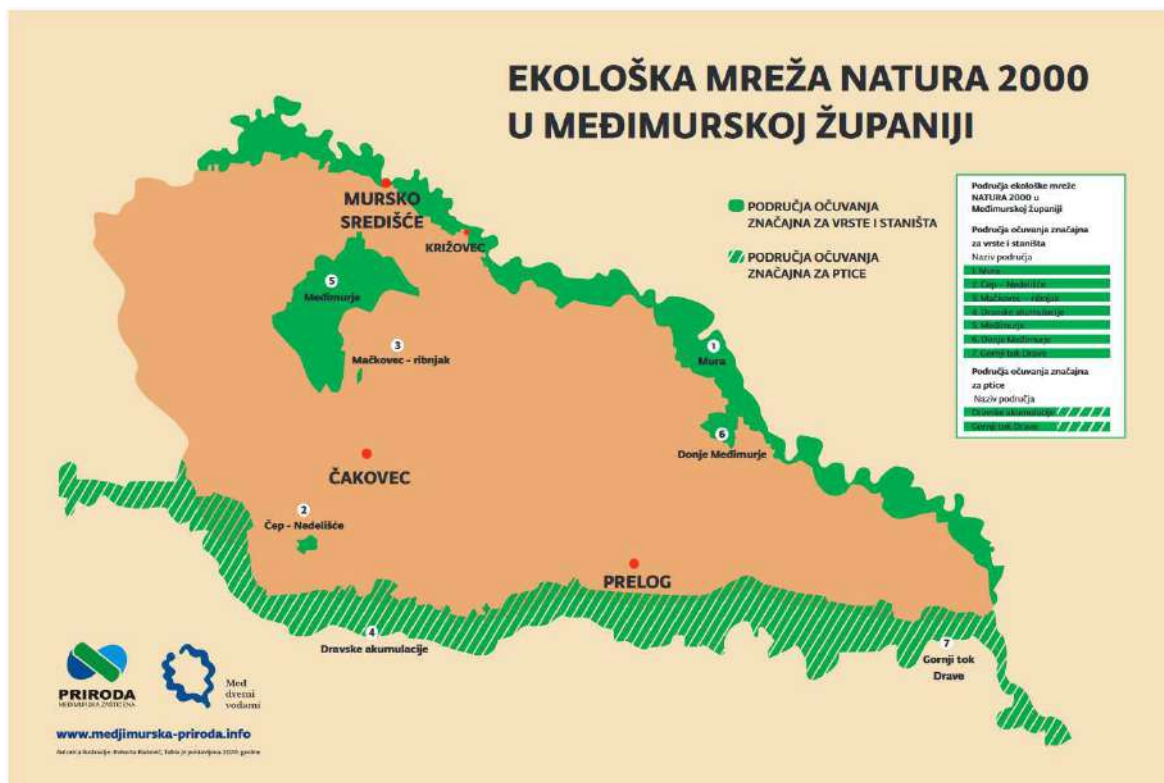 EKOLOŠKA MREŽA NATURA 2000
U MEĐIMURSKOJ ŽUPANIJI
MURSKO
SREDIŠĆE
KRIŽOVEC
PODRUČJA OČUVANJA
ZNAČAJNA ZA VRSTE I STANIŠTA
PODRUČJA OČUVANJA
ZNAČAJNA ZA PTICE
Područja ekološke mreže
NATURA 2000 u
Međimurskoj županiji
Područja očuvanja značajna
za vrste i staništa
Naziv područja
1. Mura
2. Čep - Nedelišće
3. Mačkovec - ribnjak
4. Dravske akumulacije
5. Međimurje
6. Donje Međimurje
7. Gornji tok Drave
Područja očuvanja značajna
za ptice
Naziv područja
Dravske akumulacije
Gornji tok Drave
5
Međimurje
3
Mačkovec - ribnjak
1
Mura
6
Donje Međimurje
ČAKOVEC
2
Čep - Nedelišće
PRELOG
4
Dravske akumulacije
7
Gornji tok
Drave
PRIRODA
MEĐIMURSKA ZAŠTIĆENA
Med
dvemi
vodami
www.medjimurska-priroda.info